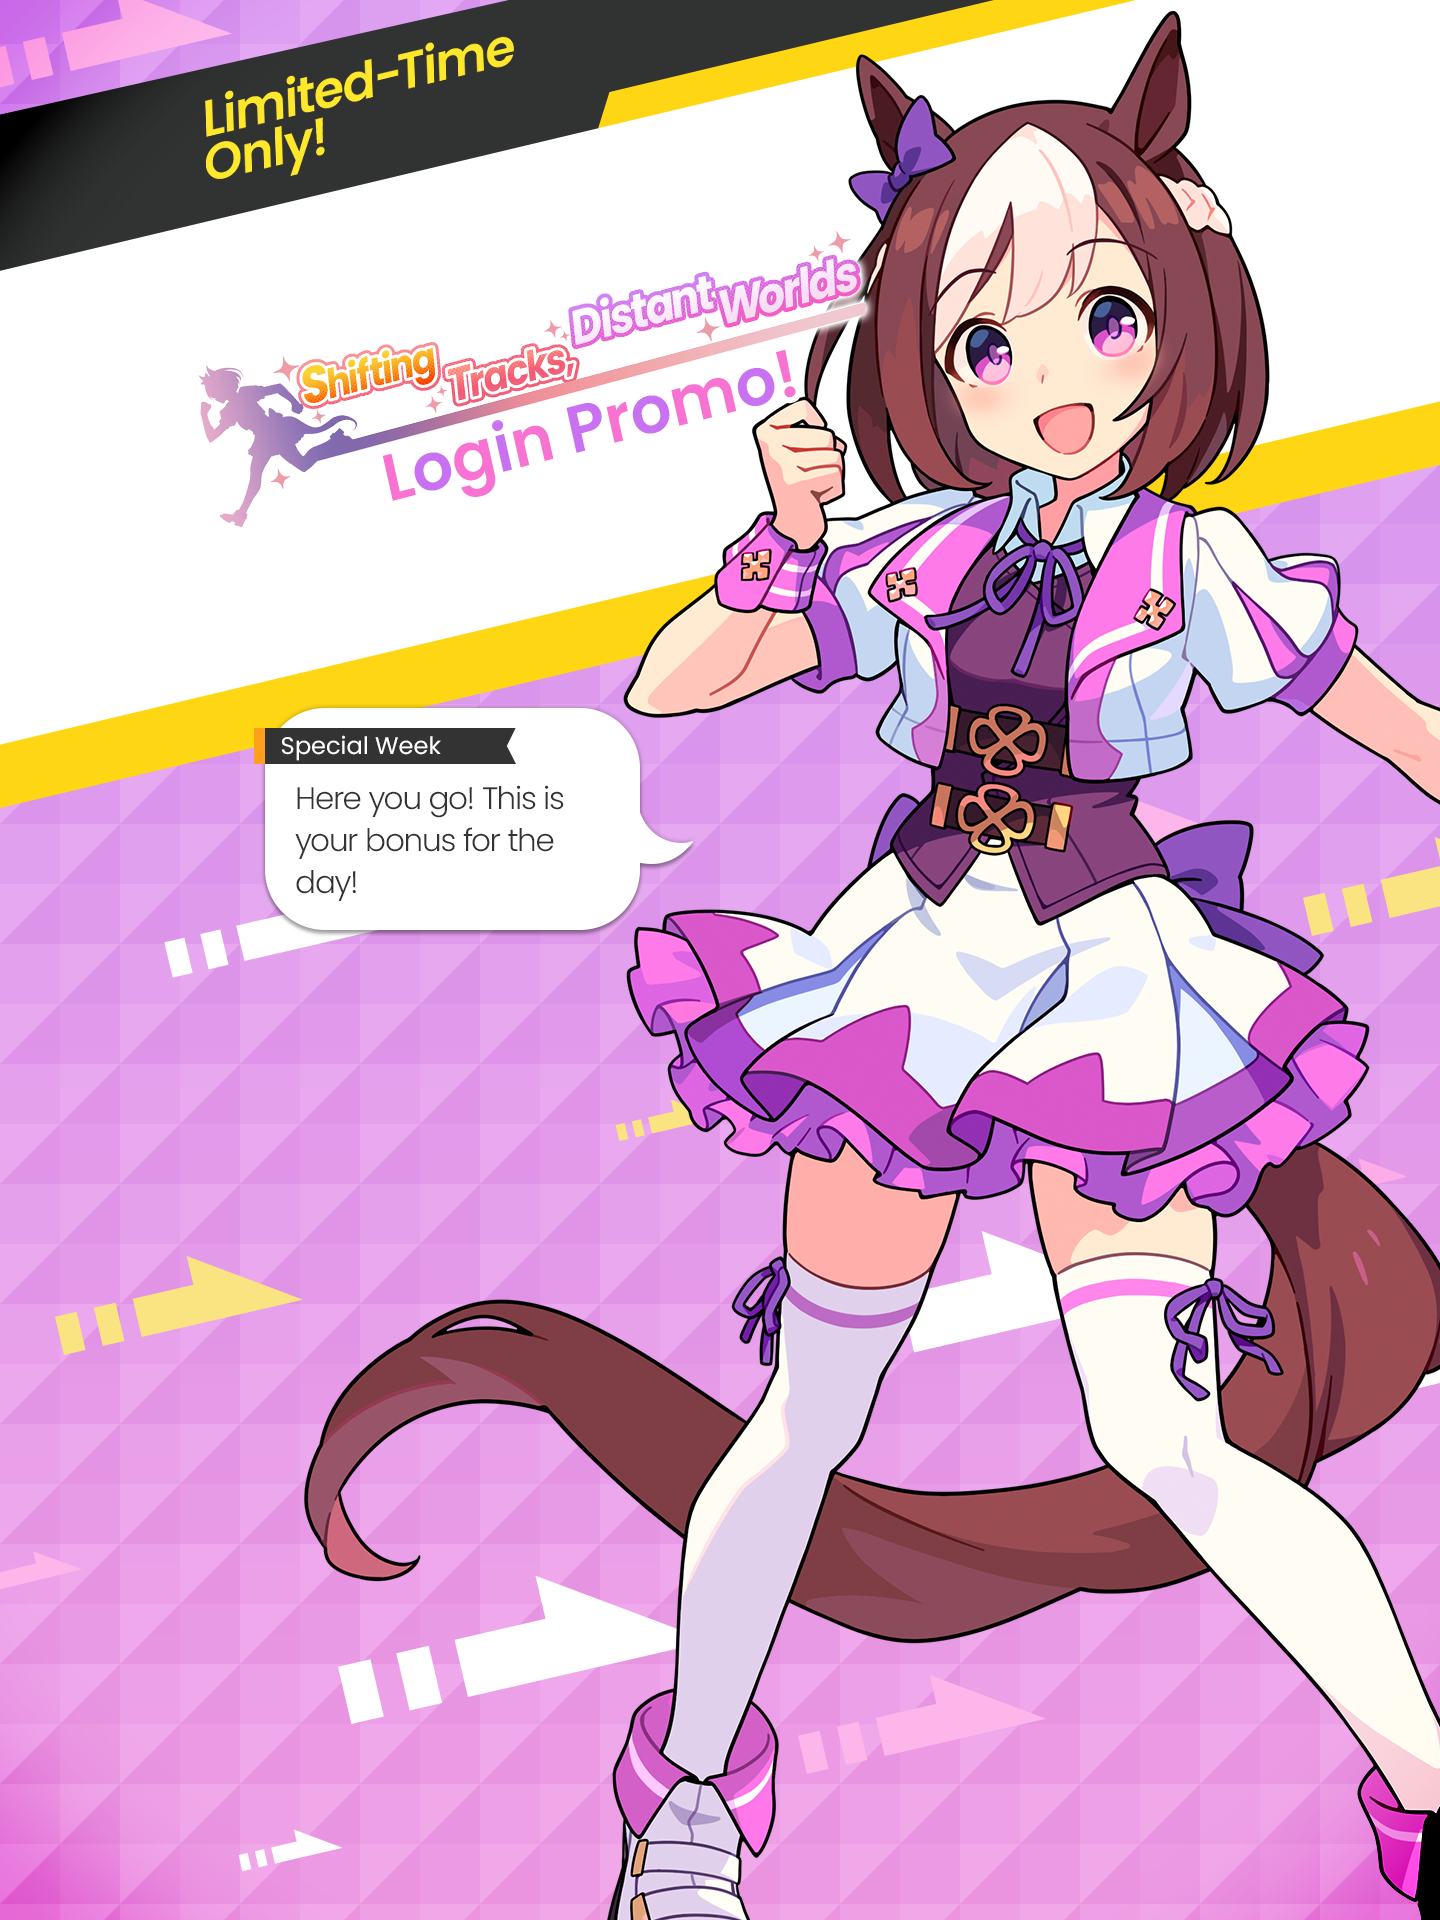 Limited-Time
Only!
Shifting Tracks, Distant Worlds
Login Promo!
Special Week
Here you go! This is
your bonus for the
day!